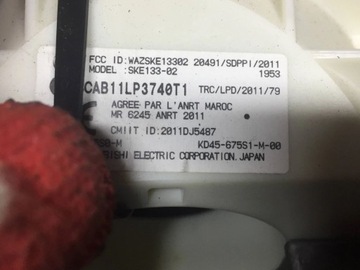 FCC ID:WAZSKE13302 20491/SDPPI/2011
MODEL :SKE133-02 1953
CAB11LP3740T1 TRC/LPD/2011/79
AGREE PAR L'ANRT MAROC
MR 6245 ANRT 2011
CMIIT ID:2011DJ5487
-M KD45-675S1-M-00
ELECTRIC CORPORATION.JAPAN